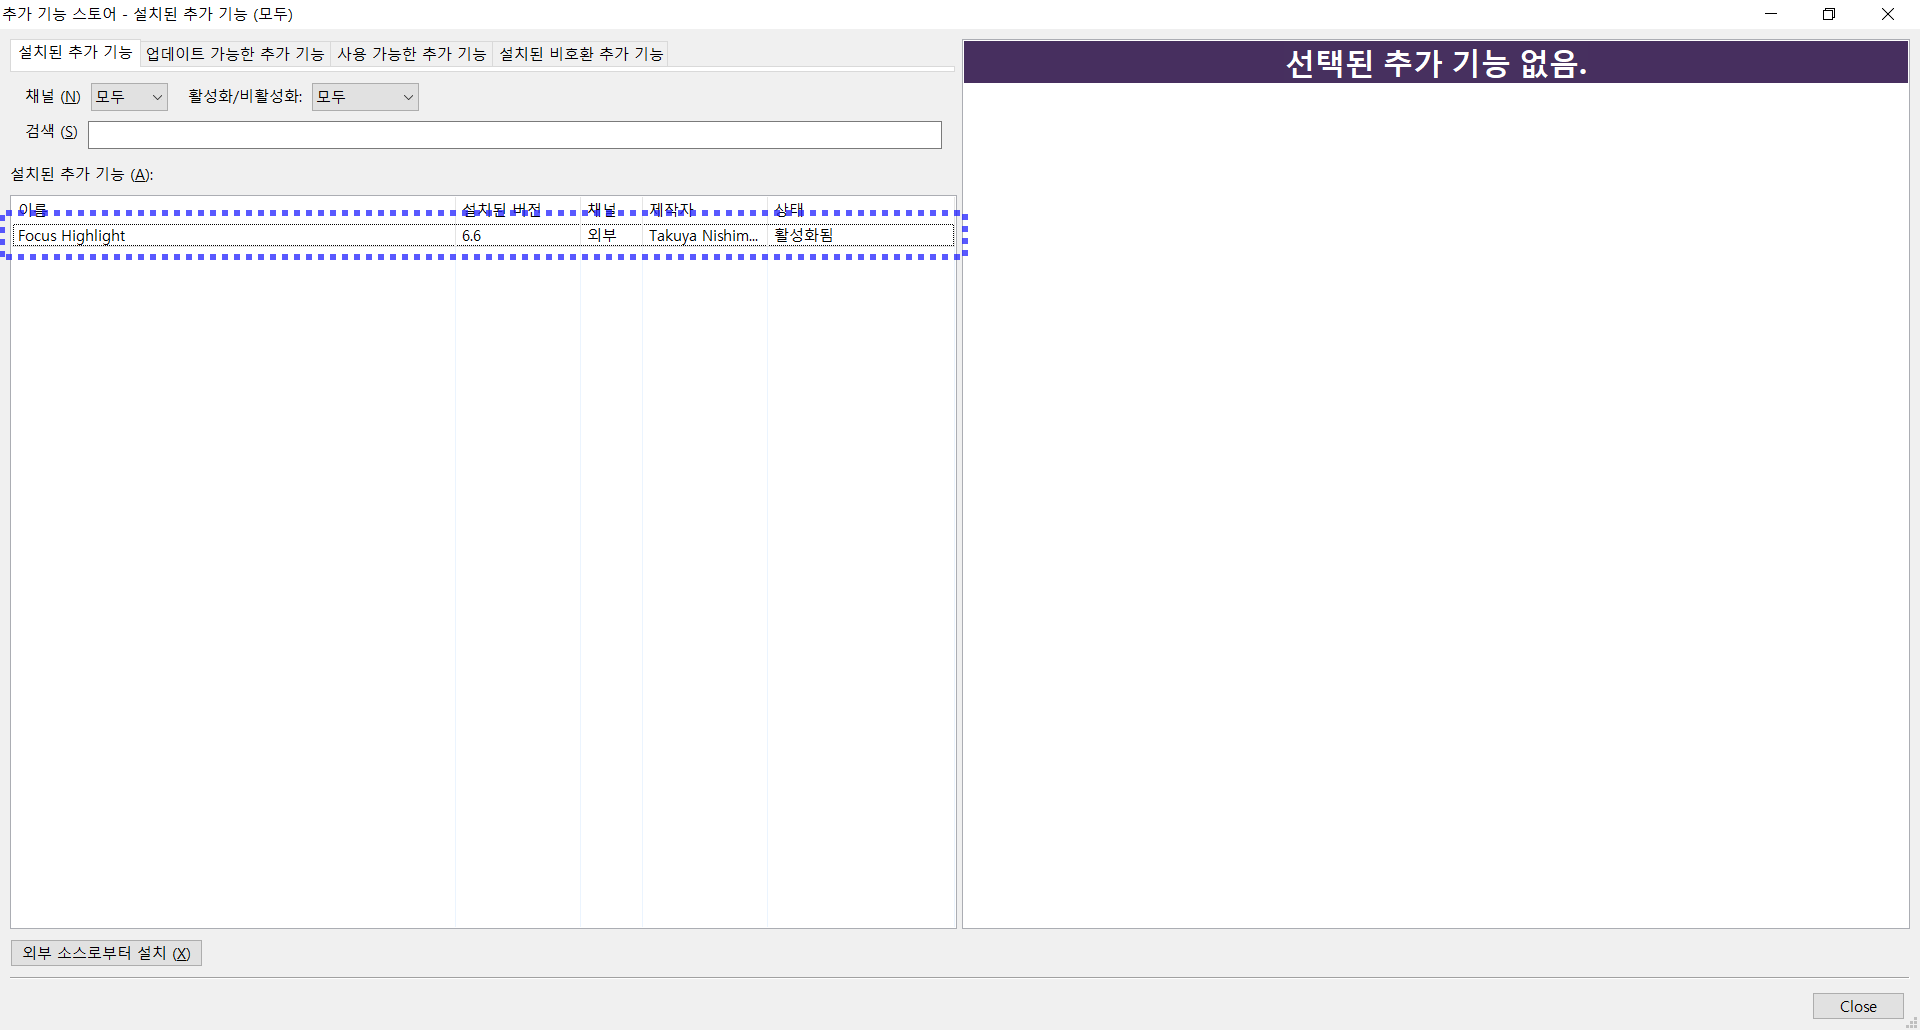 추가 기능 스토어 - 설치된 추가 기능 (모두)
설치된 추가 기능 업데이트 가능한 추가 기능 사용 가능한 추가 기능 설치된 비호환 추가 기능
채널 (N) 모두 활성화/비활성화: 모두
검색 (S)
설치된 추가 기능 (A):
이름 설치된 버전 채널 제작자 상태
Focus Highlight 6.6 외부 Takuya Nishim... 활성화됨
외부 소스로부터 설치 (X)
선택된 추가 기능 없음.
Close